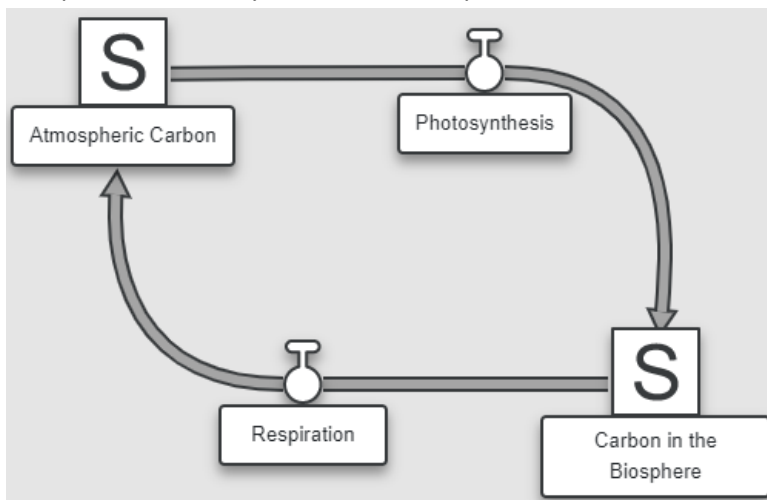 S
Atmospheric Carbon
Photosynthesis
Respiration
S
Carbon in the
Biosphere